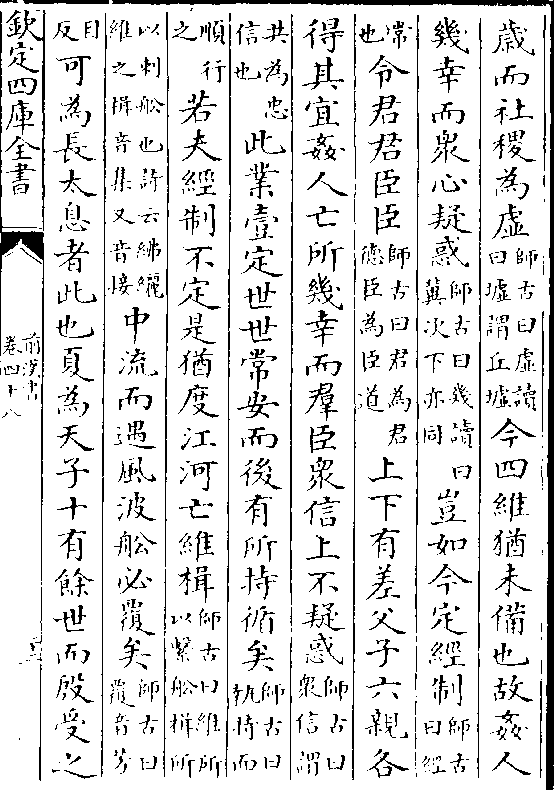 歲而社稷為虚師古曰虚讀曰墟謂丘墟今四維猶未備也故姦人
幾幸而衆心疑惑師古曰幾讀曰冀次下亦同豈如今定經制師古曰經
常也令君君臣臣師古曰君為君德臣為臣道上下有差父子六親各
得其宜姦人亡所幾幸而羣臣衆信上不疑惑師古曰衆信謂
共為忠信也此業壹定世世常安而後有所持循矣師古曰執持而
順行之若夫經制不定是猶度江河亡維楫師古曰維所以繫舩楫所
以刺舩也詩云紼纚維之楫音集又音接中流而遇風波舩必覆矣師古曰覆音芳
目反可為長太息者此也夏為天子十有餘世而殷受之
欽定四庫全書
前漢書
卷四十八